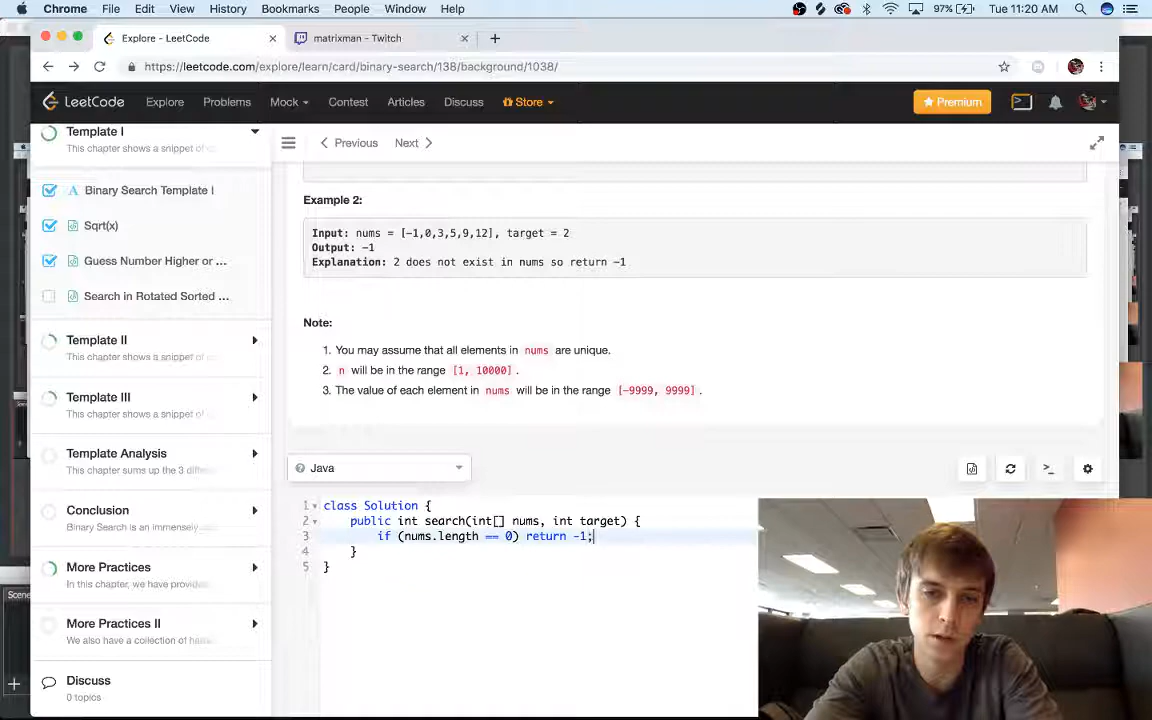 Chrome File Edit View History Bookmarks People Window Help 97% Tue 11:20 AM
Explore - LeetCode
matrixman - Twitch
https://leetcode.com/explore/learn/card/binary-search/138/background/1038/
LeetCode Explore Problems Mock Contest Articles Discuss Store Premium
Template I
This chapter shows a snippet of
Previous Next
Binary Search Template I
Sqrt(x)
Guess Number Higher or ...
Search in Rotated Sorted ...
Template II
This chapter shows a snippet of
Template III
This chapter shows a snippet of
Template Analysis
This chapter sums up the 3 differ
Conclusion
Binary Search is an immensely
More Practices
In this chapter, we have provided
More Practices II
We also have a collection of hand
Discuss
0 topics
Example 2:
Input: nums = [-1,0,3,5,9,12], target = 2
Output: -1
Explanation: 2 does not exist in nums so return -1
Note:
1. You may assume that all elements in nums are unique.
2. n will be in the range [1, 10000].
3. The value of each element in nums will be in the range [-9999, 9999].
Java
1 class Solution {
2 public int search(int[] nums, int target) {
3 if (nums.length == 0) return -1;
4 }
5 }
Scene